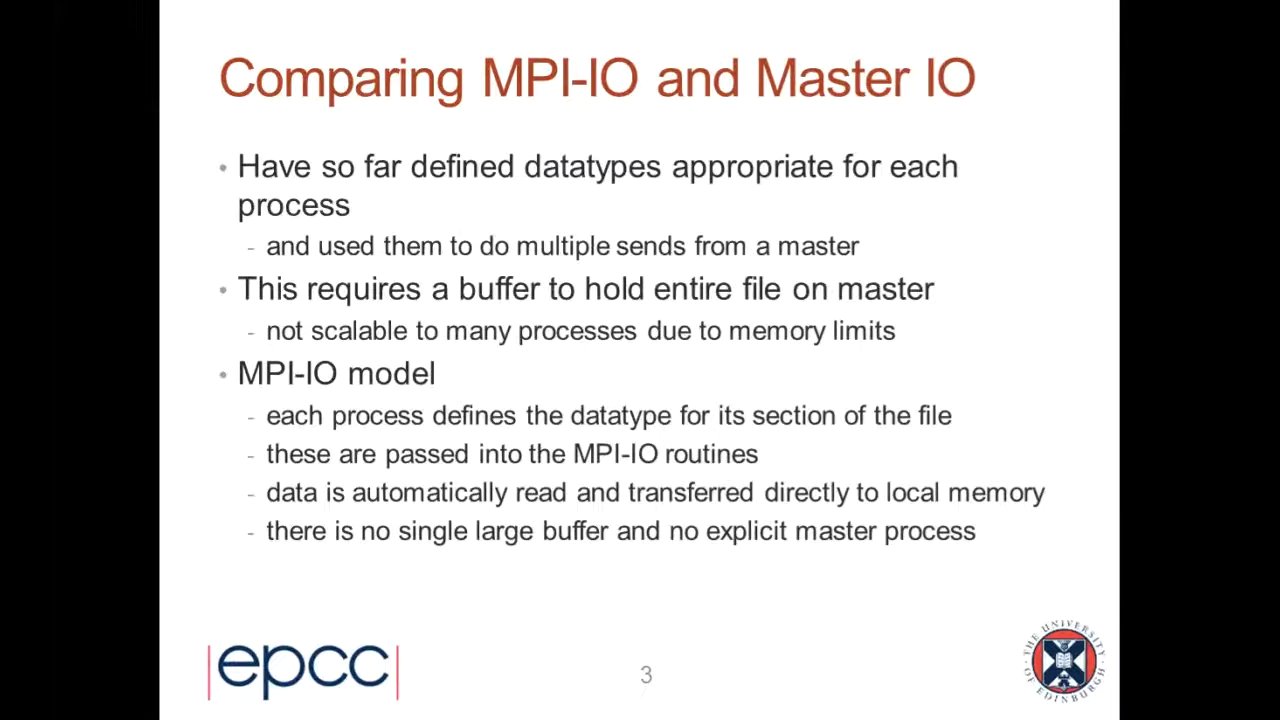 Comparing MPI-IO and Master IO
• Have so far defined datatypes appropriate for each
process
- and used them to do multiple sends from a master
• This requires a buffer to hold entire file on master
- not scalable to many processes due to memory limits
• MPI-IO model
- each process defines the datatype for its section of the file
- these are passed into the MPI-IO routines
- data is automatically read and transferred directly to local memory
- there is no single large buffer and no explicit master process
|epcc|
3
THE UNIVERSITY OF EDINBURGH